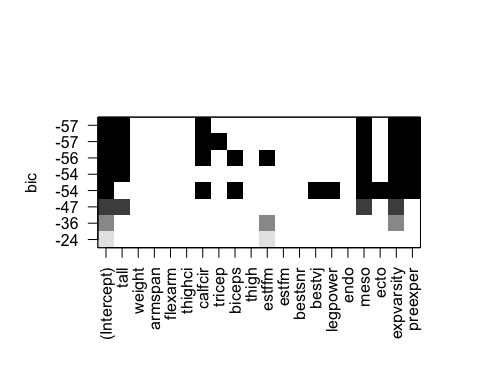 bic
-57
-57
-56
-54
-54
-47
-36
-24
(Intercept)
tall
weight
armspan
flexarm
thighci
calfcir
tricep
biceps
thigh
estffm
estfm
bestsnr
bestvj
legpower
endo
meso
ecto
expvarsity
preexper